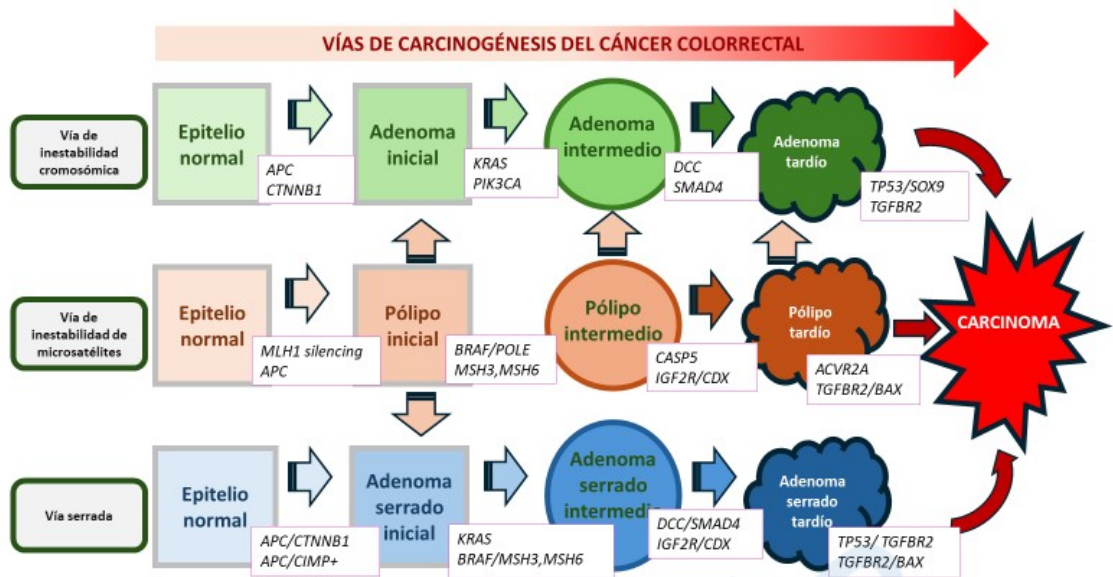 VÍAS DE CARCINOGÉNESIS DEL CÁNCER COLORRECTAL
Vía de
inestabilidad
cromosómica
Epitelio
normal
APC
CTNNB1
Adenoma
inicial
KRAS
PIK3CA
Adenoma
intermedio
DCC
SMAD4
Adenoma
tardío
TP53/SOX9
TGFBR2
Vía de
inestabilidad de
microsatélites
Epitelio
normal
MLH1 silencing
APC
Pólipo
inicial
BRAF/POLE
MSH3,MSH6
Pólipo
intermedio
CASP5
IGF2R/CDX
Pólipo
tardío
ACVR2A
TGFBR2/BAX
CARCINOMA
Vía serrada
Epitelio
normal
APC/CTNNB1
APC/CIMP+
Adenoma
serrado
inicial
KRAS
BRAF/MSH3,MSH6
Adenoma
serrado
intermedio
DCC/SMAD4
IGF2R/CDX
Adenoma
serrado
tardío
TP53/ TGFBR2
TGFBR2/BAX